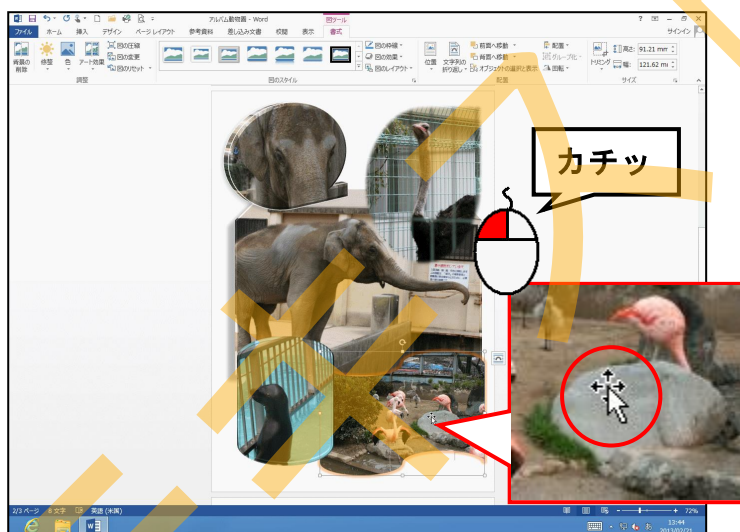 アルバム動物園 - Word
図ツール
ファイル ホーム 挿入 デザイン ページ レイアウト 参考資料 差し込み文書 校閲 表示 書式 サインイン
背景の削除
修整
色
アート効果
図の圧縮
図の変更
図のリセット
調整
図のスタイル
図の枠線
図の効果
図のレイアウト
位置
文字列の折り返し
前面へ移動
背面へ移動
オブジェクトの選択と表示
配置
グループ化
回転
配置
トリミング
高さ: 91.21 mm
幅: 121.62 mi
サイズ
カチッ
2/3 ページ 8 文字 英語 (米国) 72%
13:44
2013/02/21